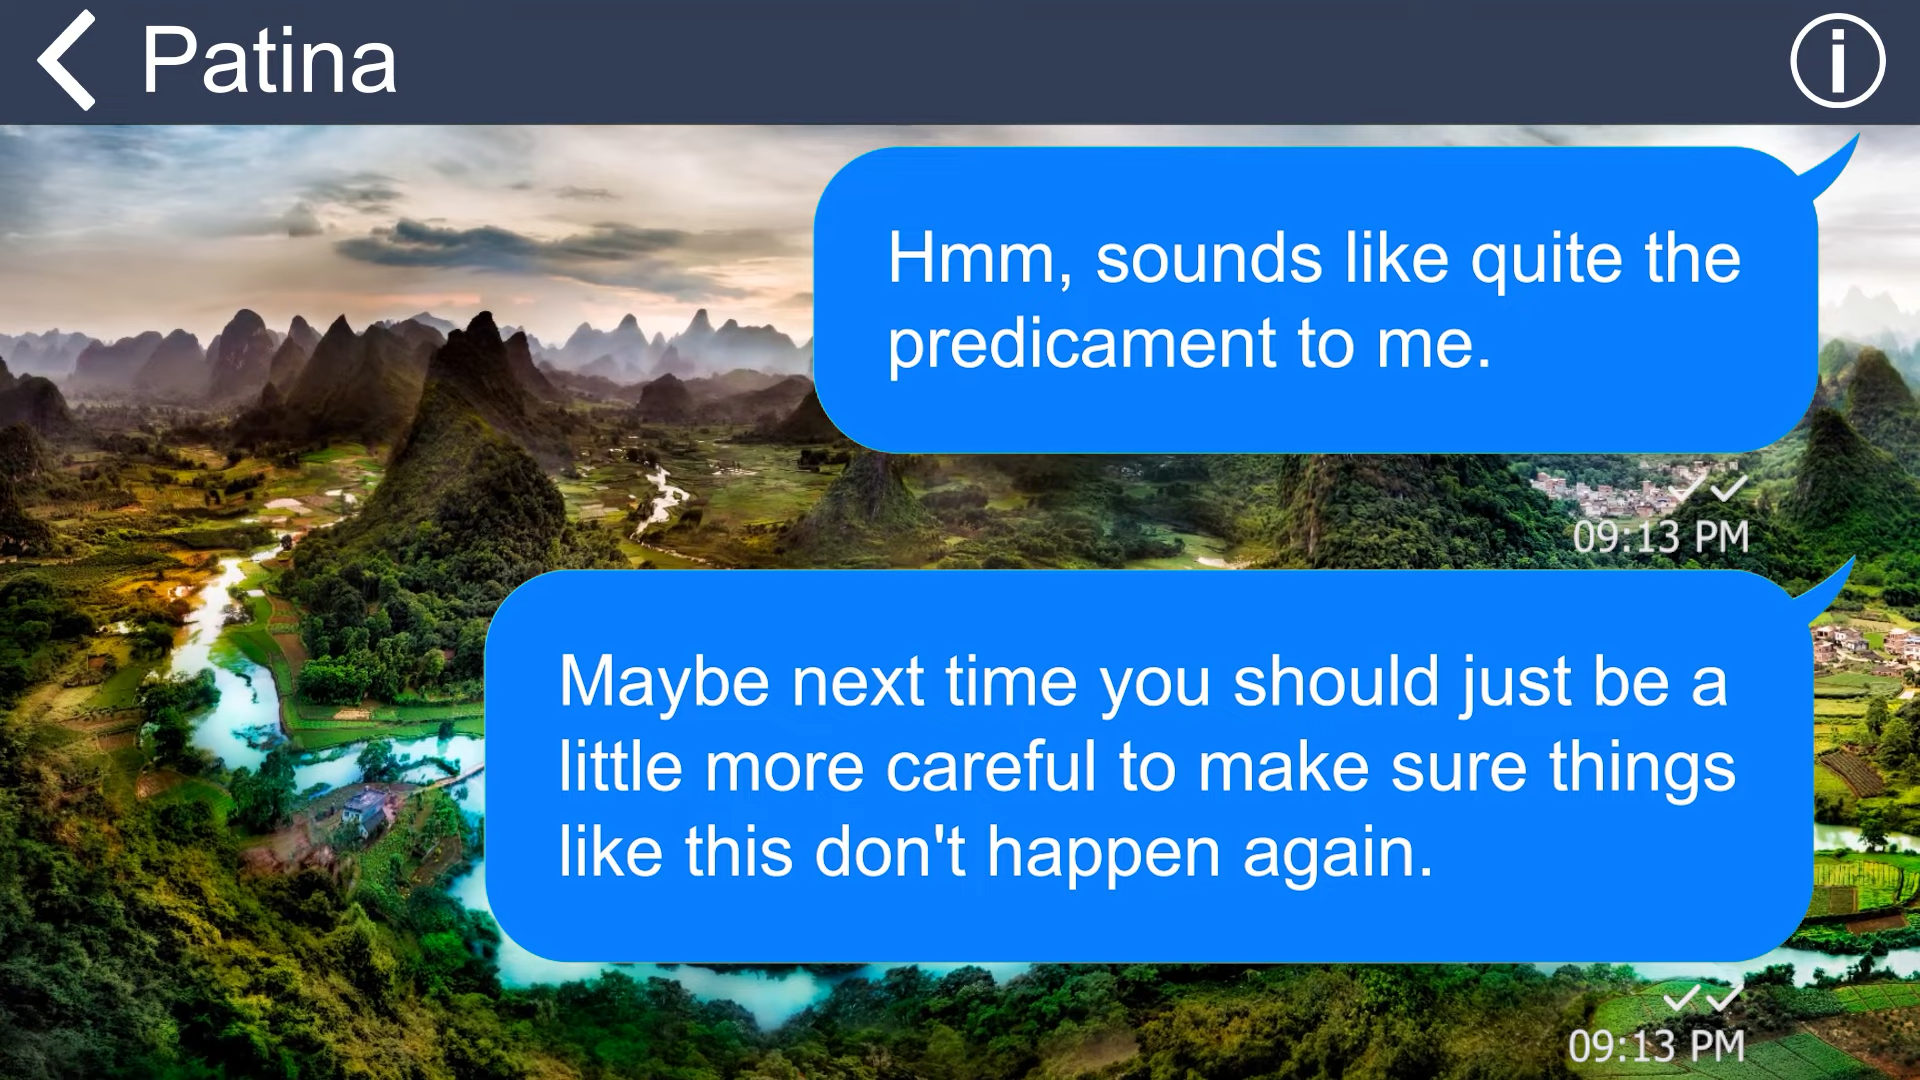 Patina
Hmm, sounds like quite the
predicament to me.
09:13 PM
Maybe next time you should just be a
little more careful to make sure things
like this don't happen again.
09:13 PM